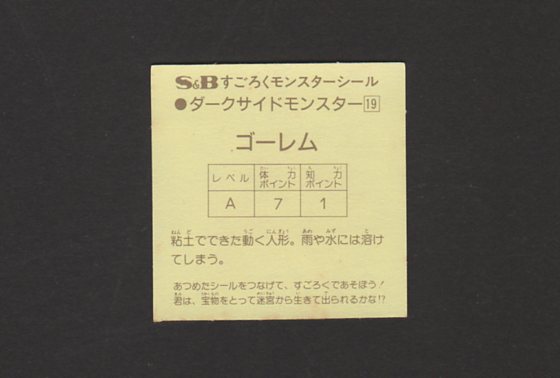 S&Bすごろくモンスターシール
●ダークサイドモンスター19
ゴーレム
レベル 体力ポイント 知力ポイント
A 7 1
粘土でできた動く人形。雨や水には溶け
てしまう。
あつめたシールをつなげて、すごろくであそぼう!
君は、宝物をとって迷宮から生きて出られるかな!?